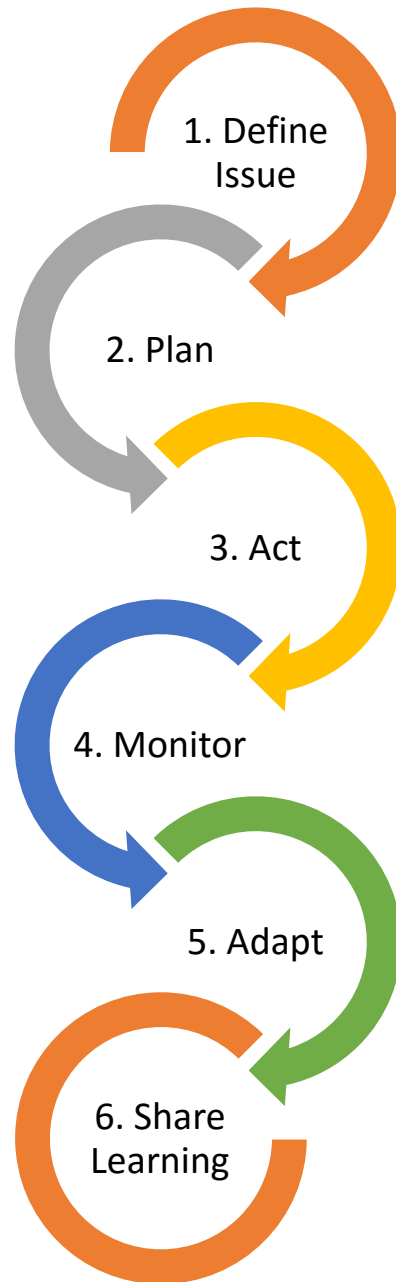 1. Define
Issue
2. Plan
3. Act
4. Monitor
5. Adapt
6. Share
Learning